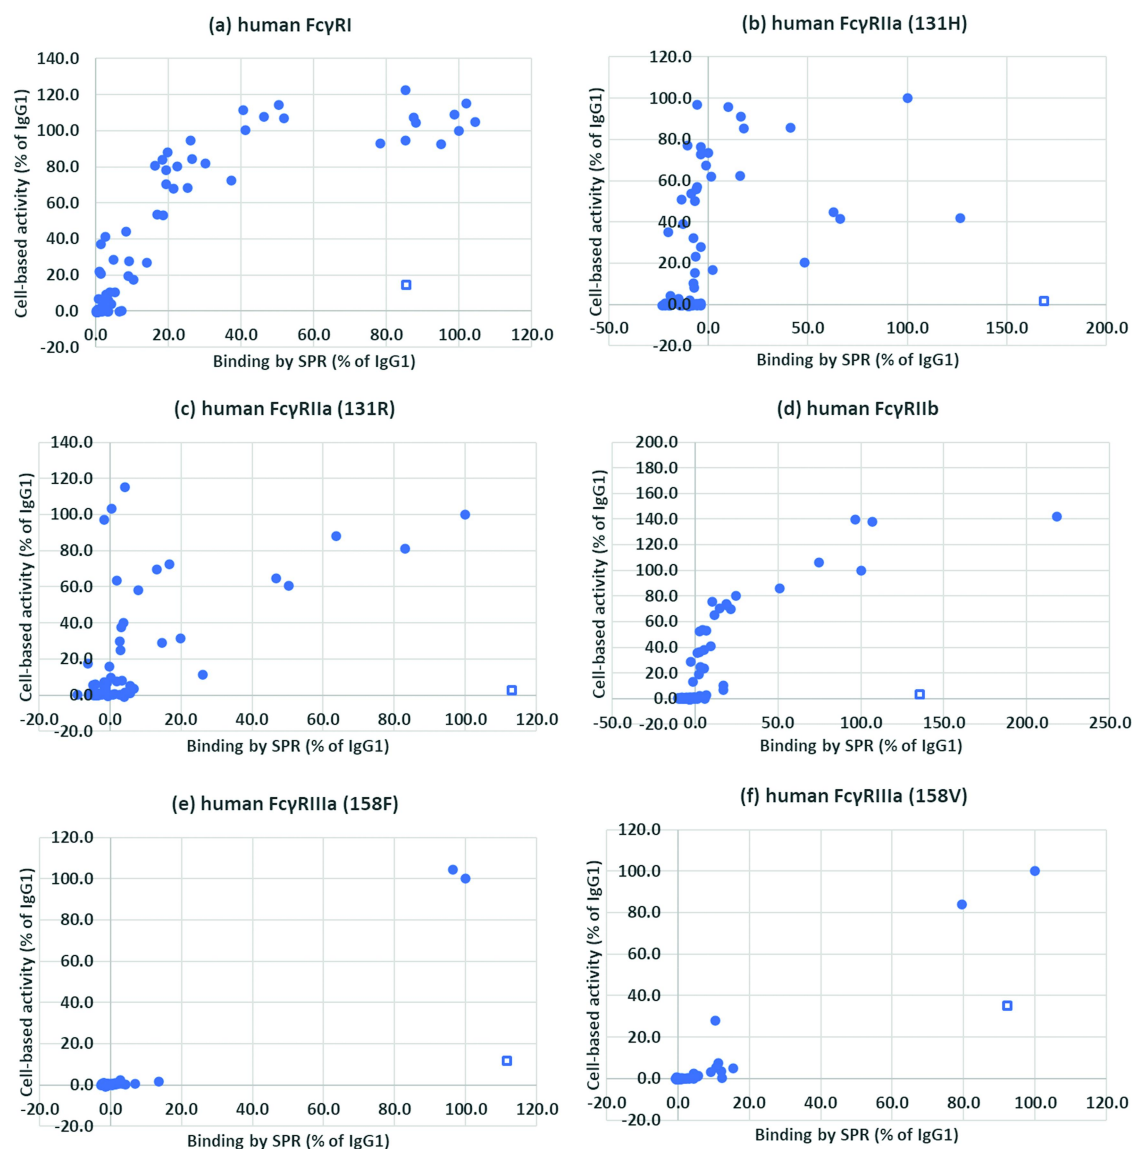 (a) human FcγRI
140.0
120.0
100.0
80.0
60.0
40.0
20.0
0.0
-20.0
0.0 20.0 40.0 60.0 80.0 100.0 120.0
Cell-based activity (% of IgG1)
Binding by SPR (% of IgG1)
(b) human FcγRIIa (131H)
120.0
100.0
80.0
60.0
40.0
20.0
0.0
-20.0
-50.0 0.0 50.0 100.0 150.0 200.0
Cell-based activity (% of IgG1)
Binding by SPR (% of IgG1)
(c) human FcγRIIa (131R)
140.0
120.0
100.0
80.0
60.0
40.0
20.0
0.0
-20.0
-20.0 0.0 20.0 40.0 60.0 80.0 100.0 120.0
Cell-based activity (% of IgG1)
Binding by SPR (% of IgG1)
(d) human FcγRIIb
200.0
180.0
160.0
140.0
120.0
100.0
80.0
60.0
40.0
20.0
0.0
-20.0
-50.0 0.0 50.0 100.0 150.0 200.0 250.0
Cell-based activity (% of IgG1)
Binding by SPR (% of IgG1)
(e) human FcγRIIIa (158F)
120.0
100.0
80.0
60.0
40.0
20.0
0.0
-20.0
-20.0 0.0 20.0 40.0 60.0 80.0 100.0 120.0
Cell-based activity (% of IgG1)
Binding by SPR (% of IgG1)
(f) human FcγRIIIa (158V)
120.0
100.0
80.0
60.0
40.0
20.0
0.0
-20.0
-20.0 0.0 20.0 40.0 60.0 80.0 100.0 120.0
Cell-based activity (% of IgG1)
Binding by SPR (% of IgG1)